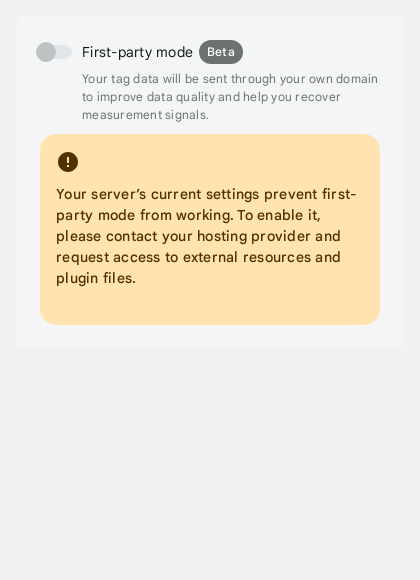 First-party mode Beta
Your tag data will be sent through your own domain
to improve data quality and help you recover
measurement signals.
Your server’s current settings prevent first-
party mode from working. To enable it,
please contact your hosting provider and
request access to external resources and
plugin files.